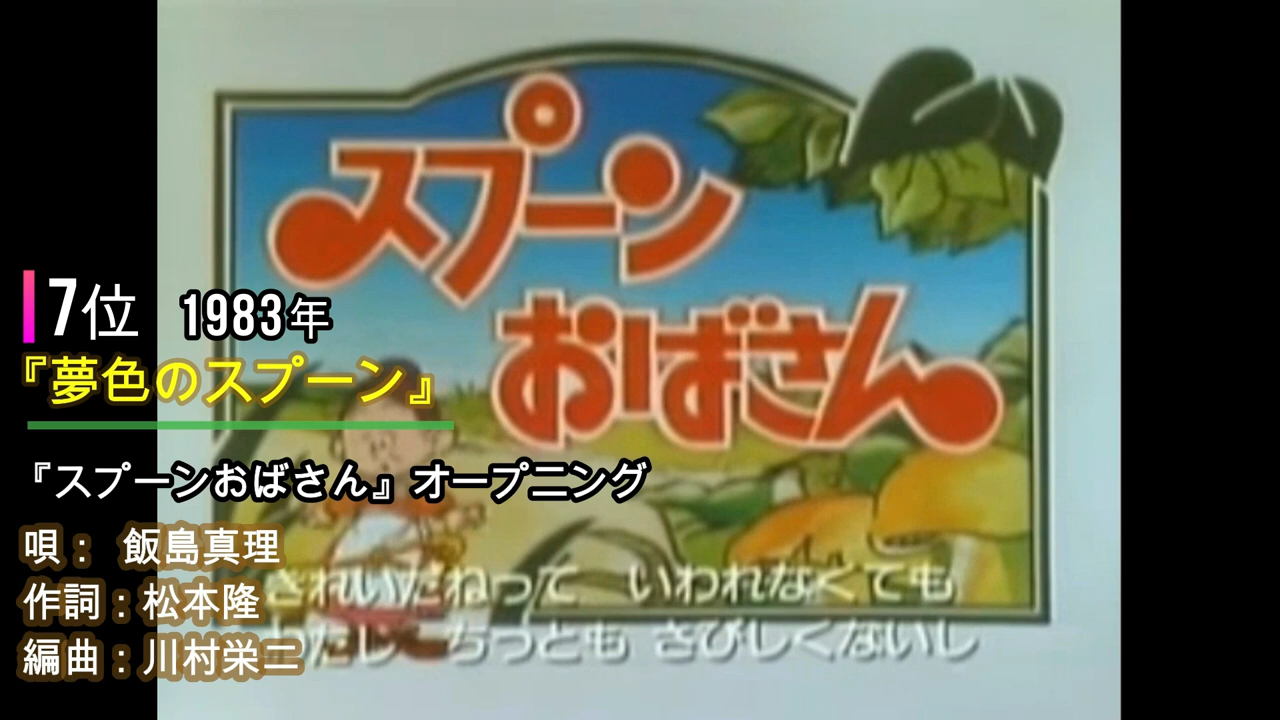 スプーン
おばさん
7位 1983年
『夢色のスプーン』
『スプーンおばさん』オープニング
唄： 飯島真理
作詞：松本隆
編曲：川村栄二
きれいだねって いわれなくても
わたし ちっとも さびしくないし